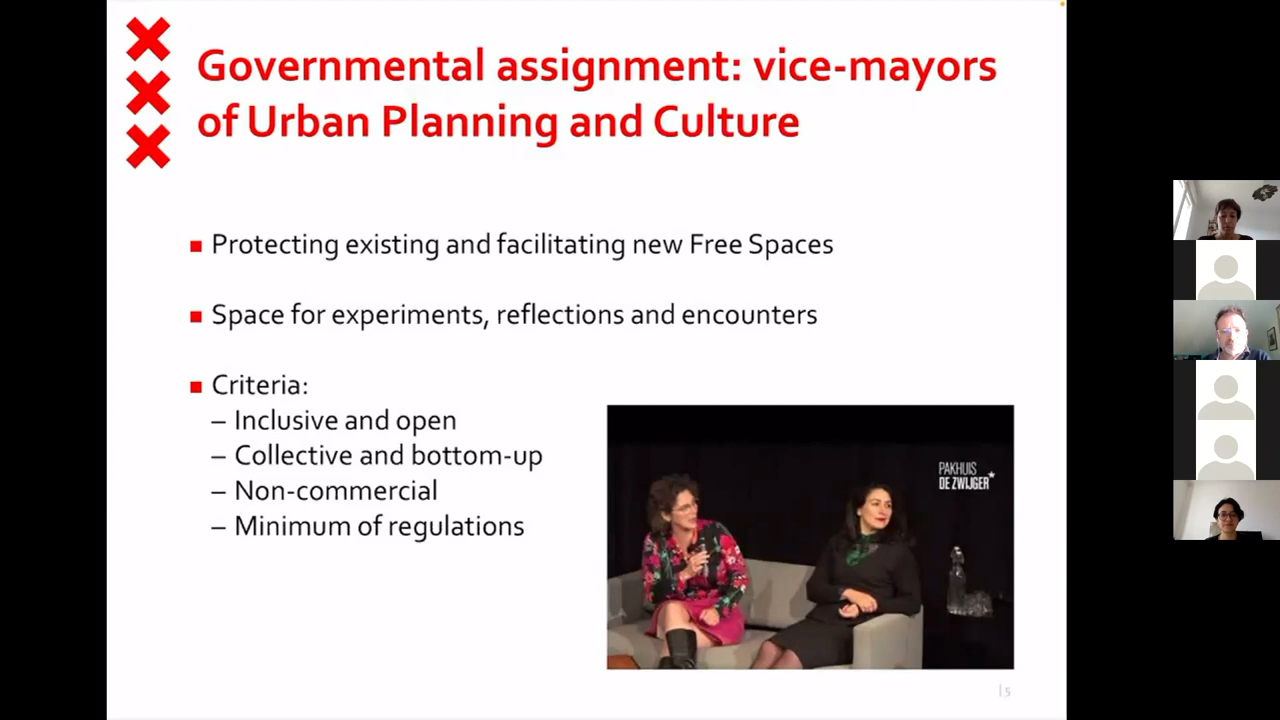 Governmental assignment: vice-mayors
of Urban Planning and Culture
Protecting existing and facilitating new Free Spaces
Space for experiments, reflections and encounters
Criteria:
– Inclusive and open
– Collective and bottom-up
– Non-commercial
– Minimum of regulations
PAKHUIS
DE ZWIJGER
| 5